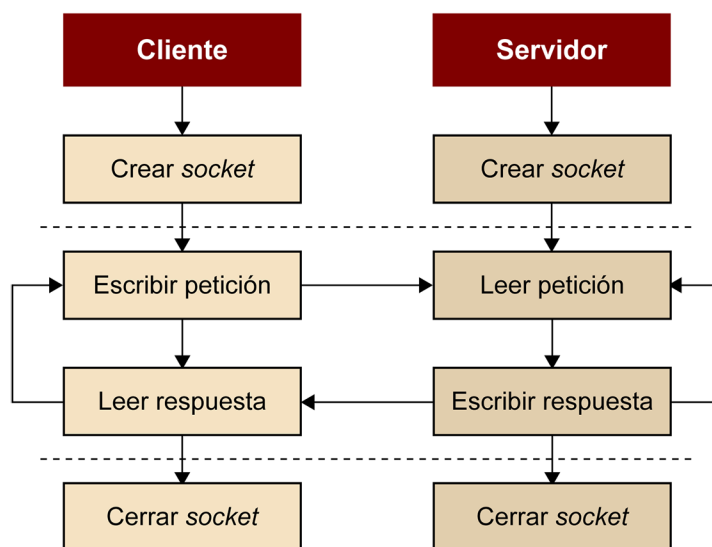 Cliente
Servidor
Crear socket
Crear socket
Escribir petición
Leer petición
Leer respuesta
Escribir respuesta
Cerrar socket
Cerrar socket